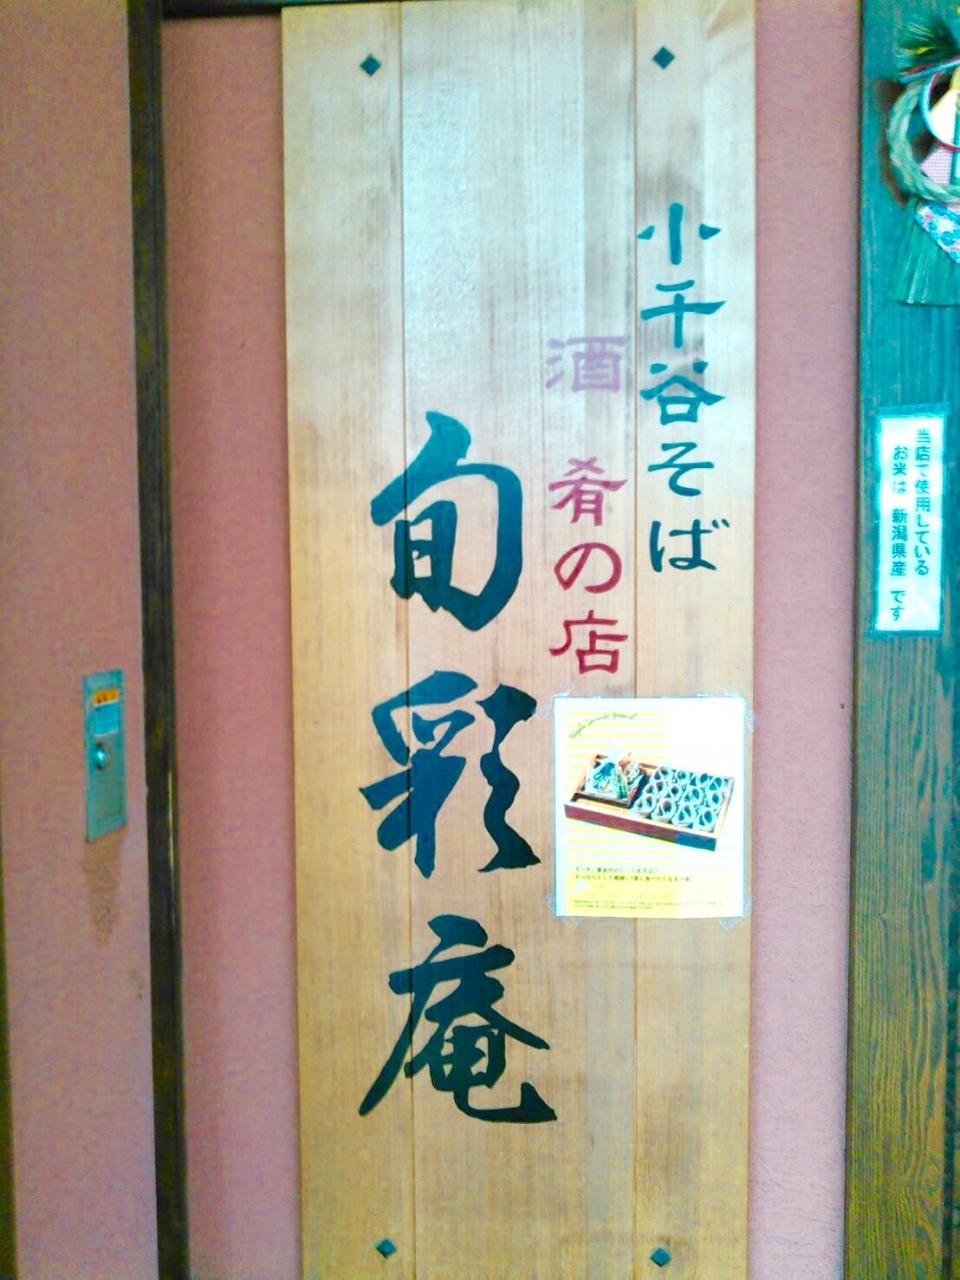 小千谷そば
酒 肴の店
旬彩庵
当店で使用している
お米は 新潟県産 です